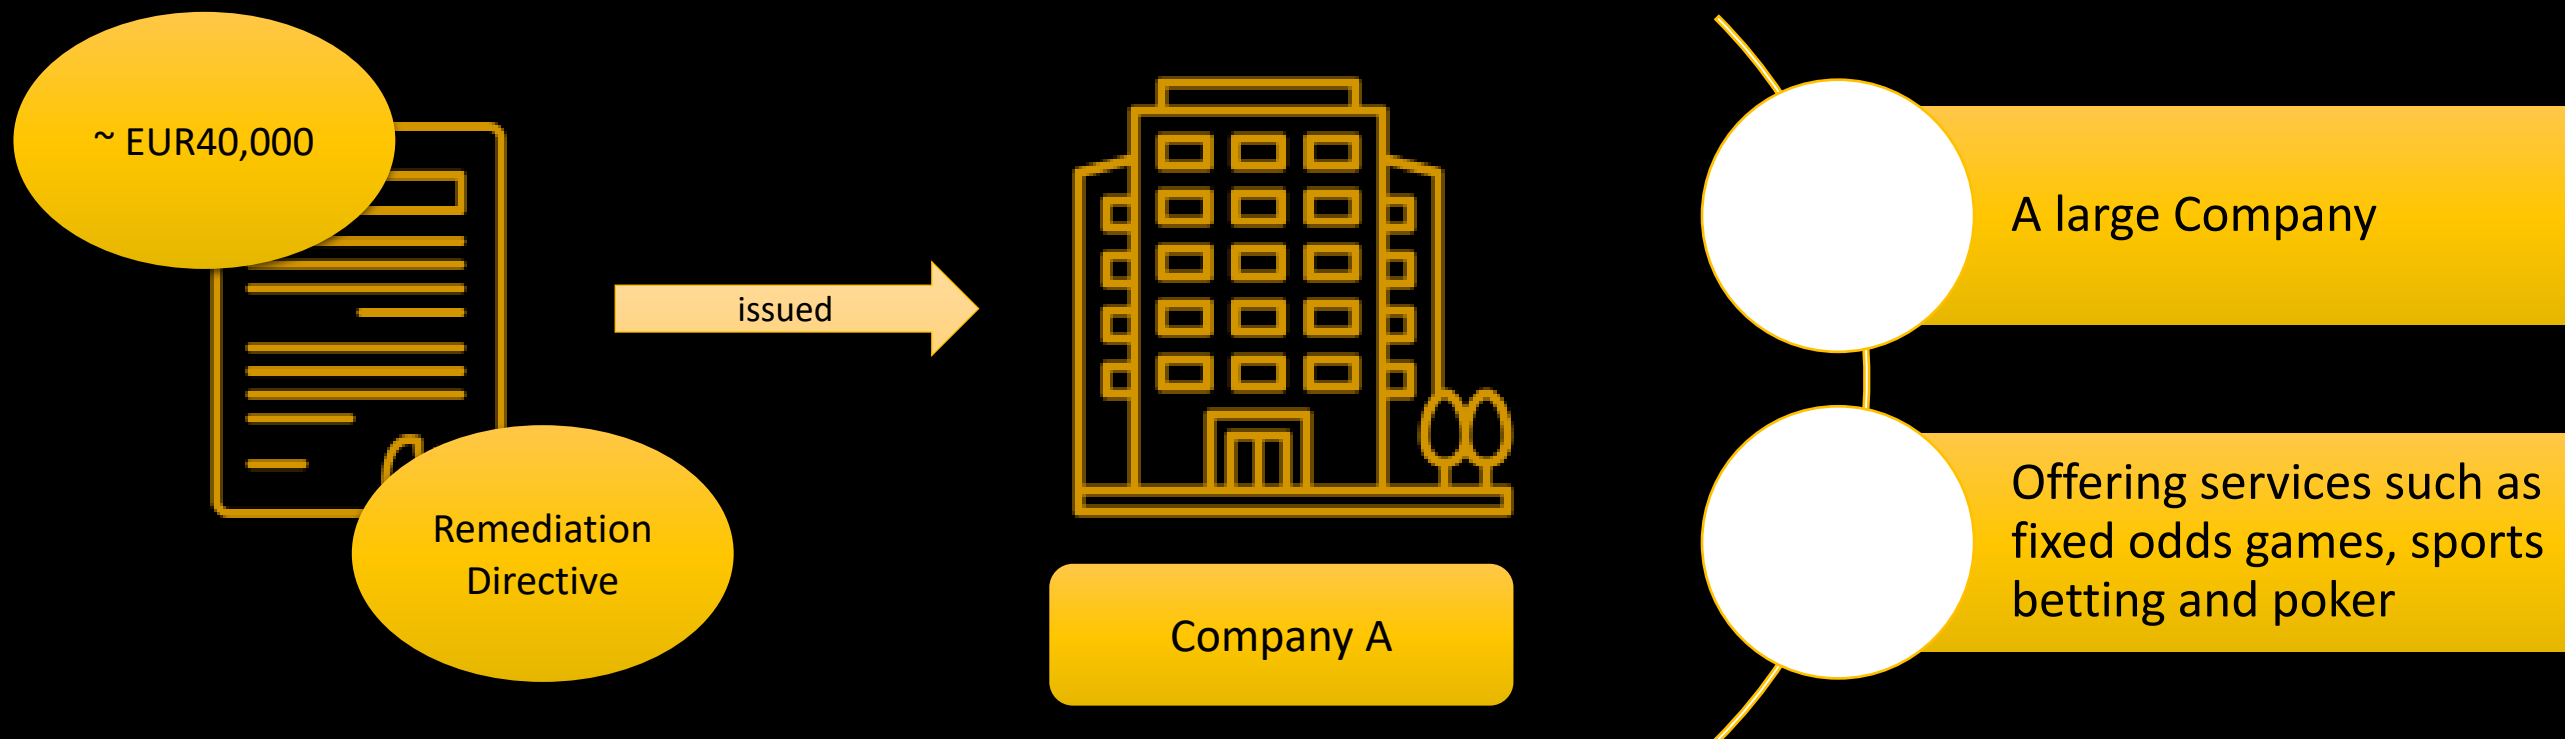 ~ EUR40,000
Remediation
Directive
issued
Company A
A large Company
Offering services such as
fixed odds games, sports
betting and poker